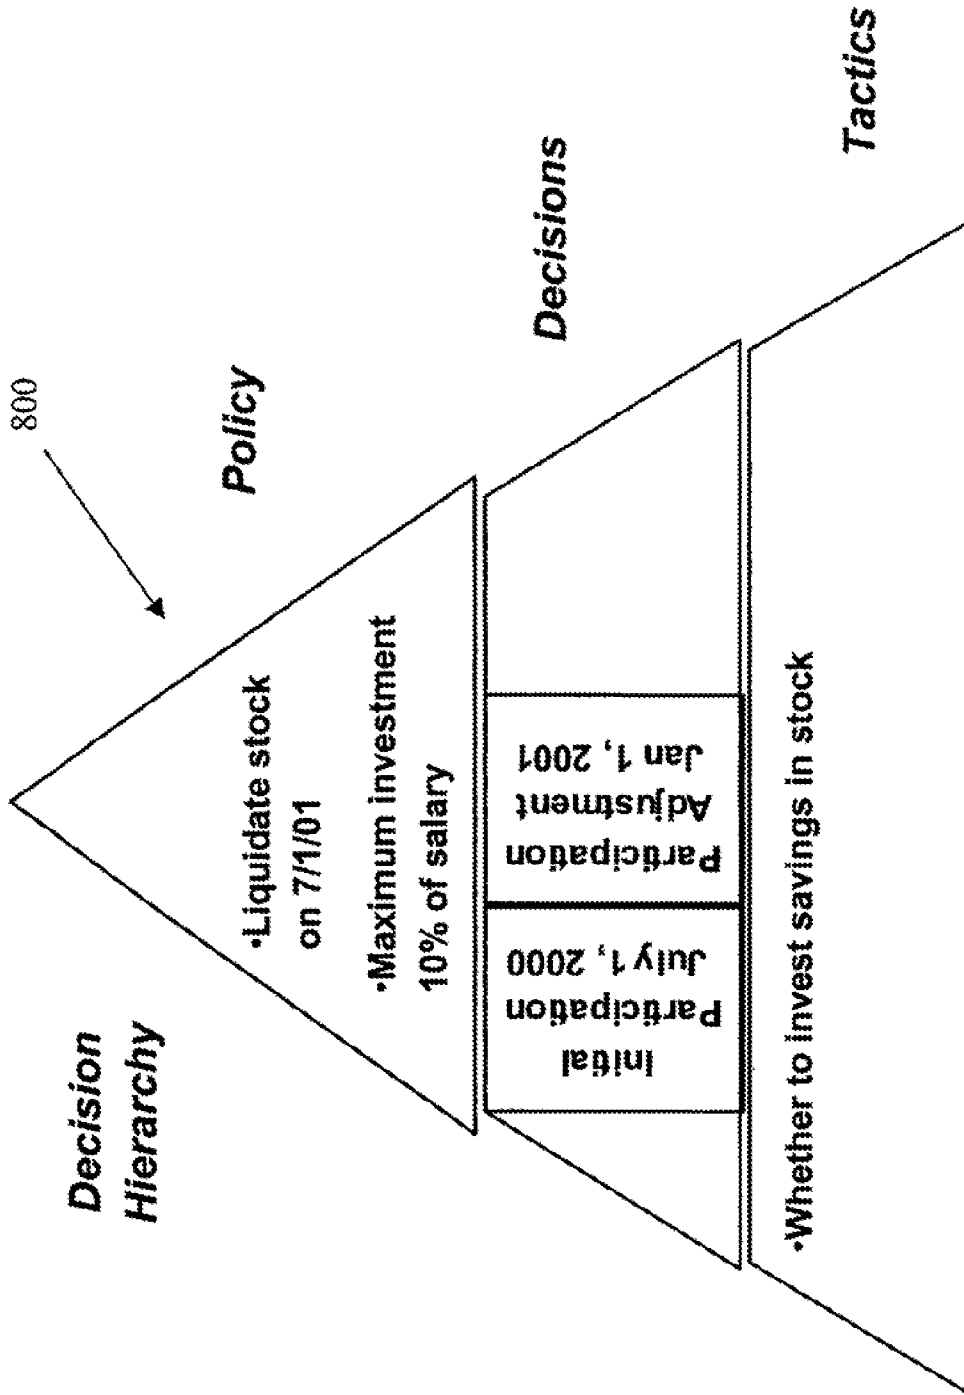 Decision
Hierarchy
800
Policy
•Liquidate stock
on 7/1/01
•Maximum investment
10% of salary
Decisions
Initial
Participation
July 1, 2000
Participation
Adjustment
Jan 1, 2001
Tactics
•Whether to invest savings in stock